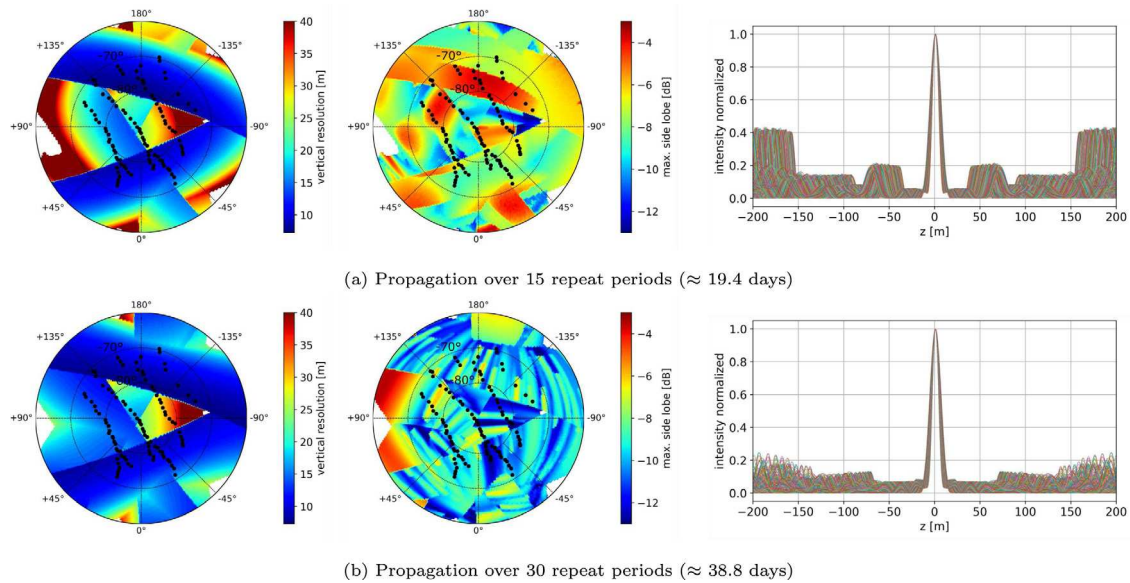 180° 40
+135° -135° 35
-70° 30
-80° 25
+90° -90° 20
15
+45° -45° 10
0°
vertical resolution [m]
180°
+135° -135° −4
-70° −6
-80° −8
+90° -90° −10
+45° -45° −12
0°
max. side lobe [dB]
1.0
0.8
0.6
0.4
0.2
0.0
intensity normalized
−200 −150 −100 −50 0 50 100 150 200
z [m]
(a) Propagation over 15 repeat periods (≈ 19.4 days)
180° 40
+135° -135° 35
-70° 30
-80° 25
+90° -90° 20
15
+45° -45° 10
0°
vertical resolution [m]
180°
+135° -135° −4
-70° −6
-80° −8
+90° -90° −10
+45° -45° −12
0°
max. side lobe [dB]
1.0
0.8
0.6
0.4
0.2
0.0
intensity normalized
−200 −150 −100 −50 0 50 100 150 200
z [m]
(b) Propagation over 30 repeat periods (≈ 38.8 days)